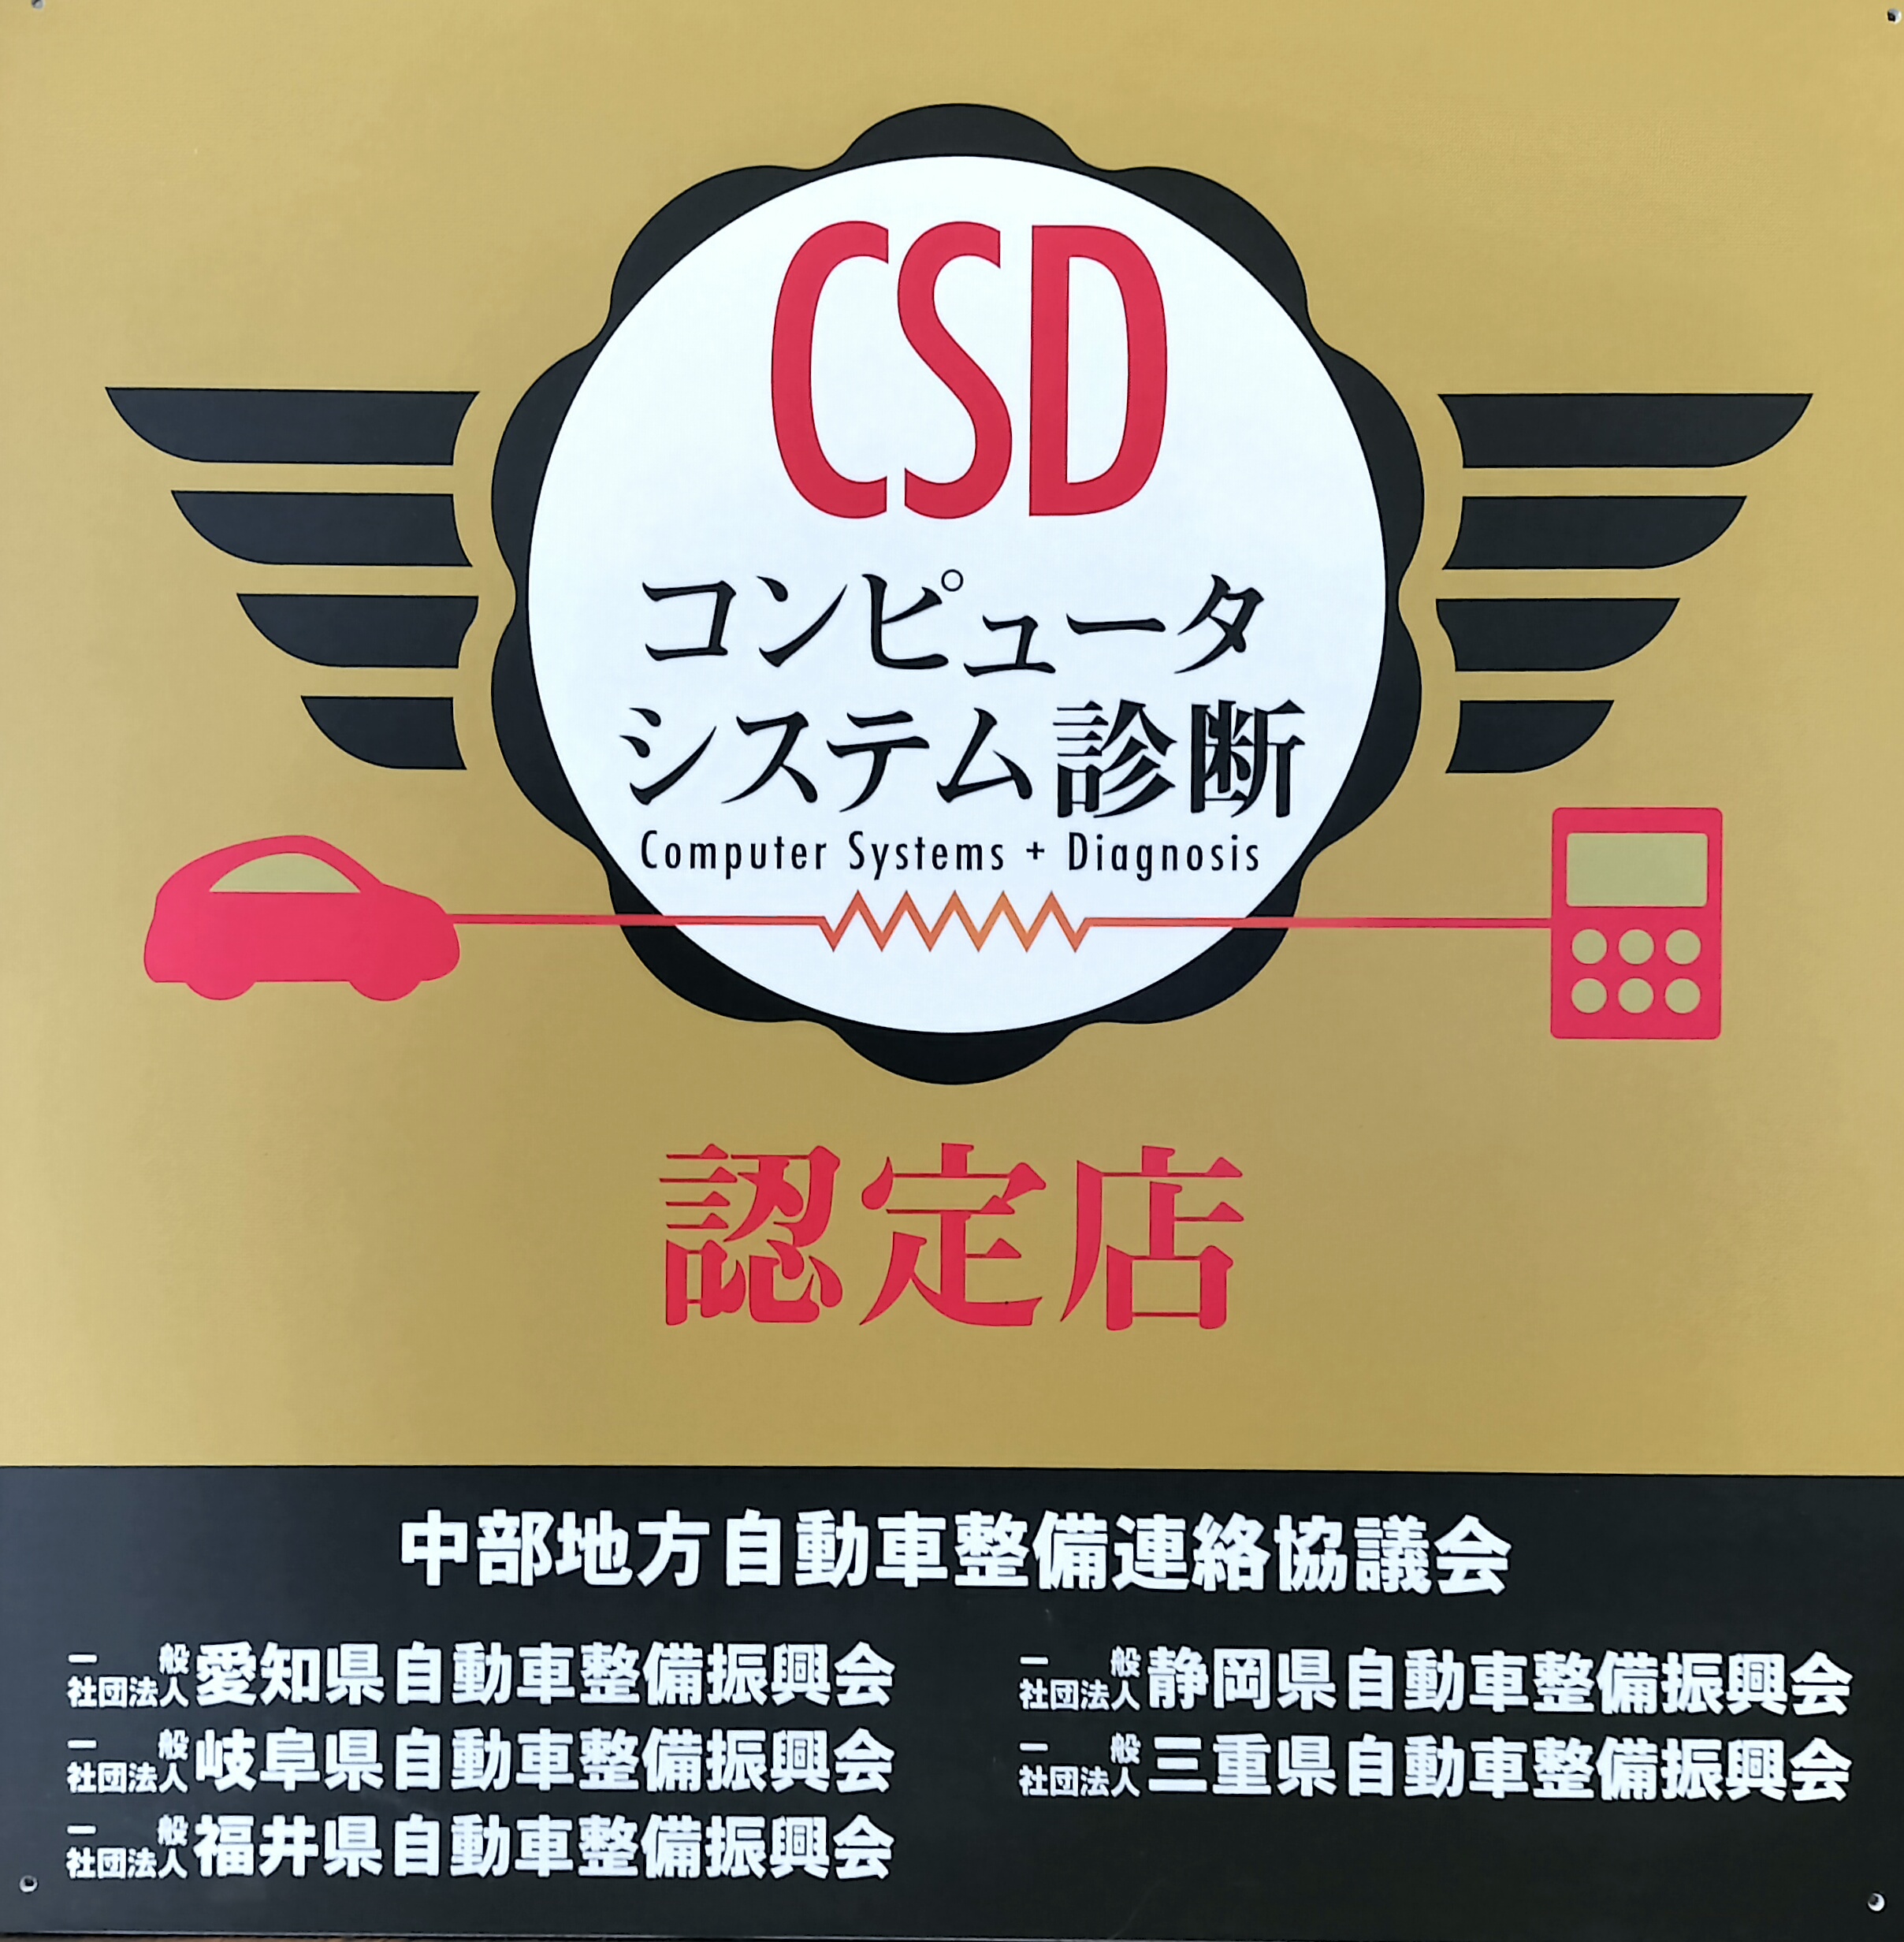 CSD
コンピュータ
システム診断
Computer Systems + Diagnosis
認定店
中部地方自動車整備連絡協議会
一般社団法人愛知県自動車整備振興会
一般社団法人静岡県自動車整備振興会
一般社団法人岐阜県自動車整備振興会
一般社団法人三重県自動車整備振興会
一般社団法人福井県自動車整備振興会